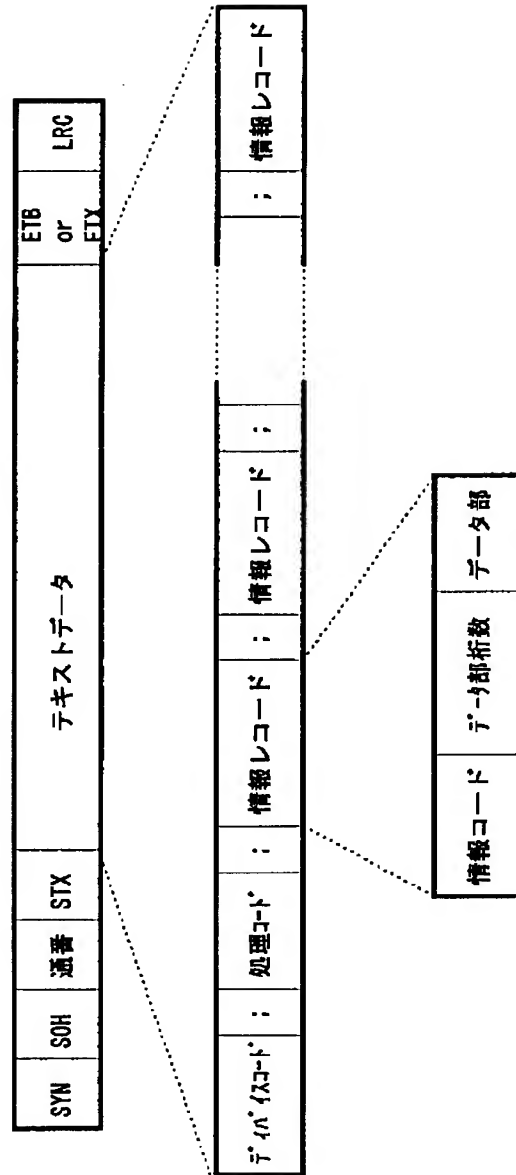 SYN SOH 通番 STX テキストデータ ETB or ETX LRC
ディバイスコード ; 処理コード ; 情報レコード ; 情報レコード ; ; 情報レコード
情報コード データ部桁数 データ部